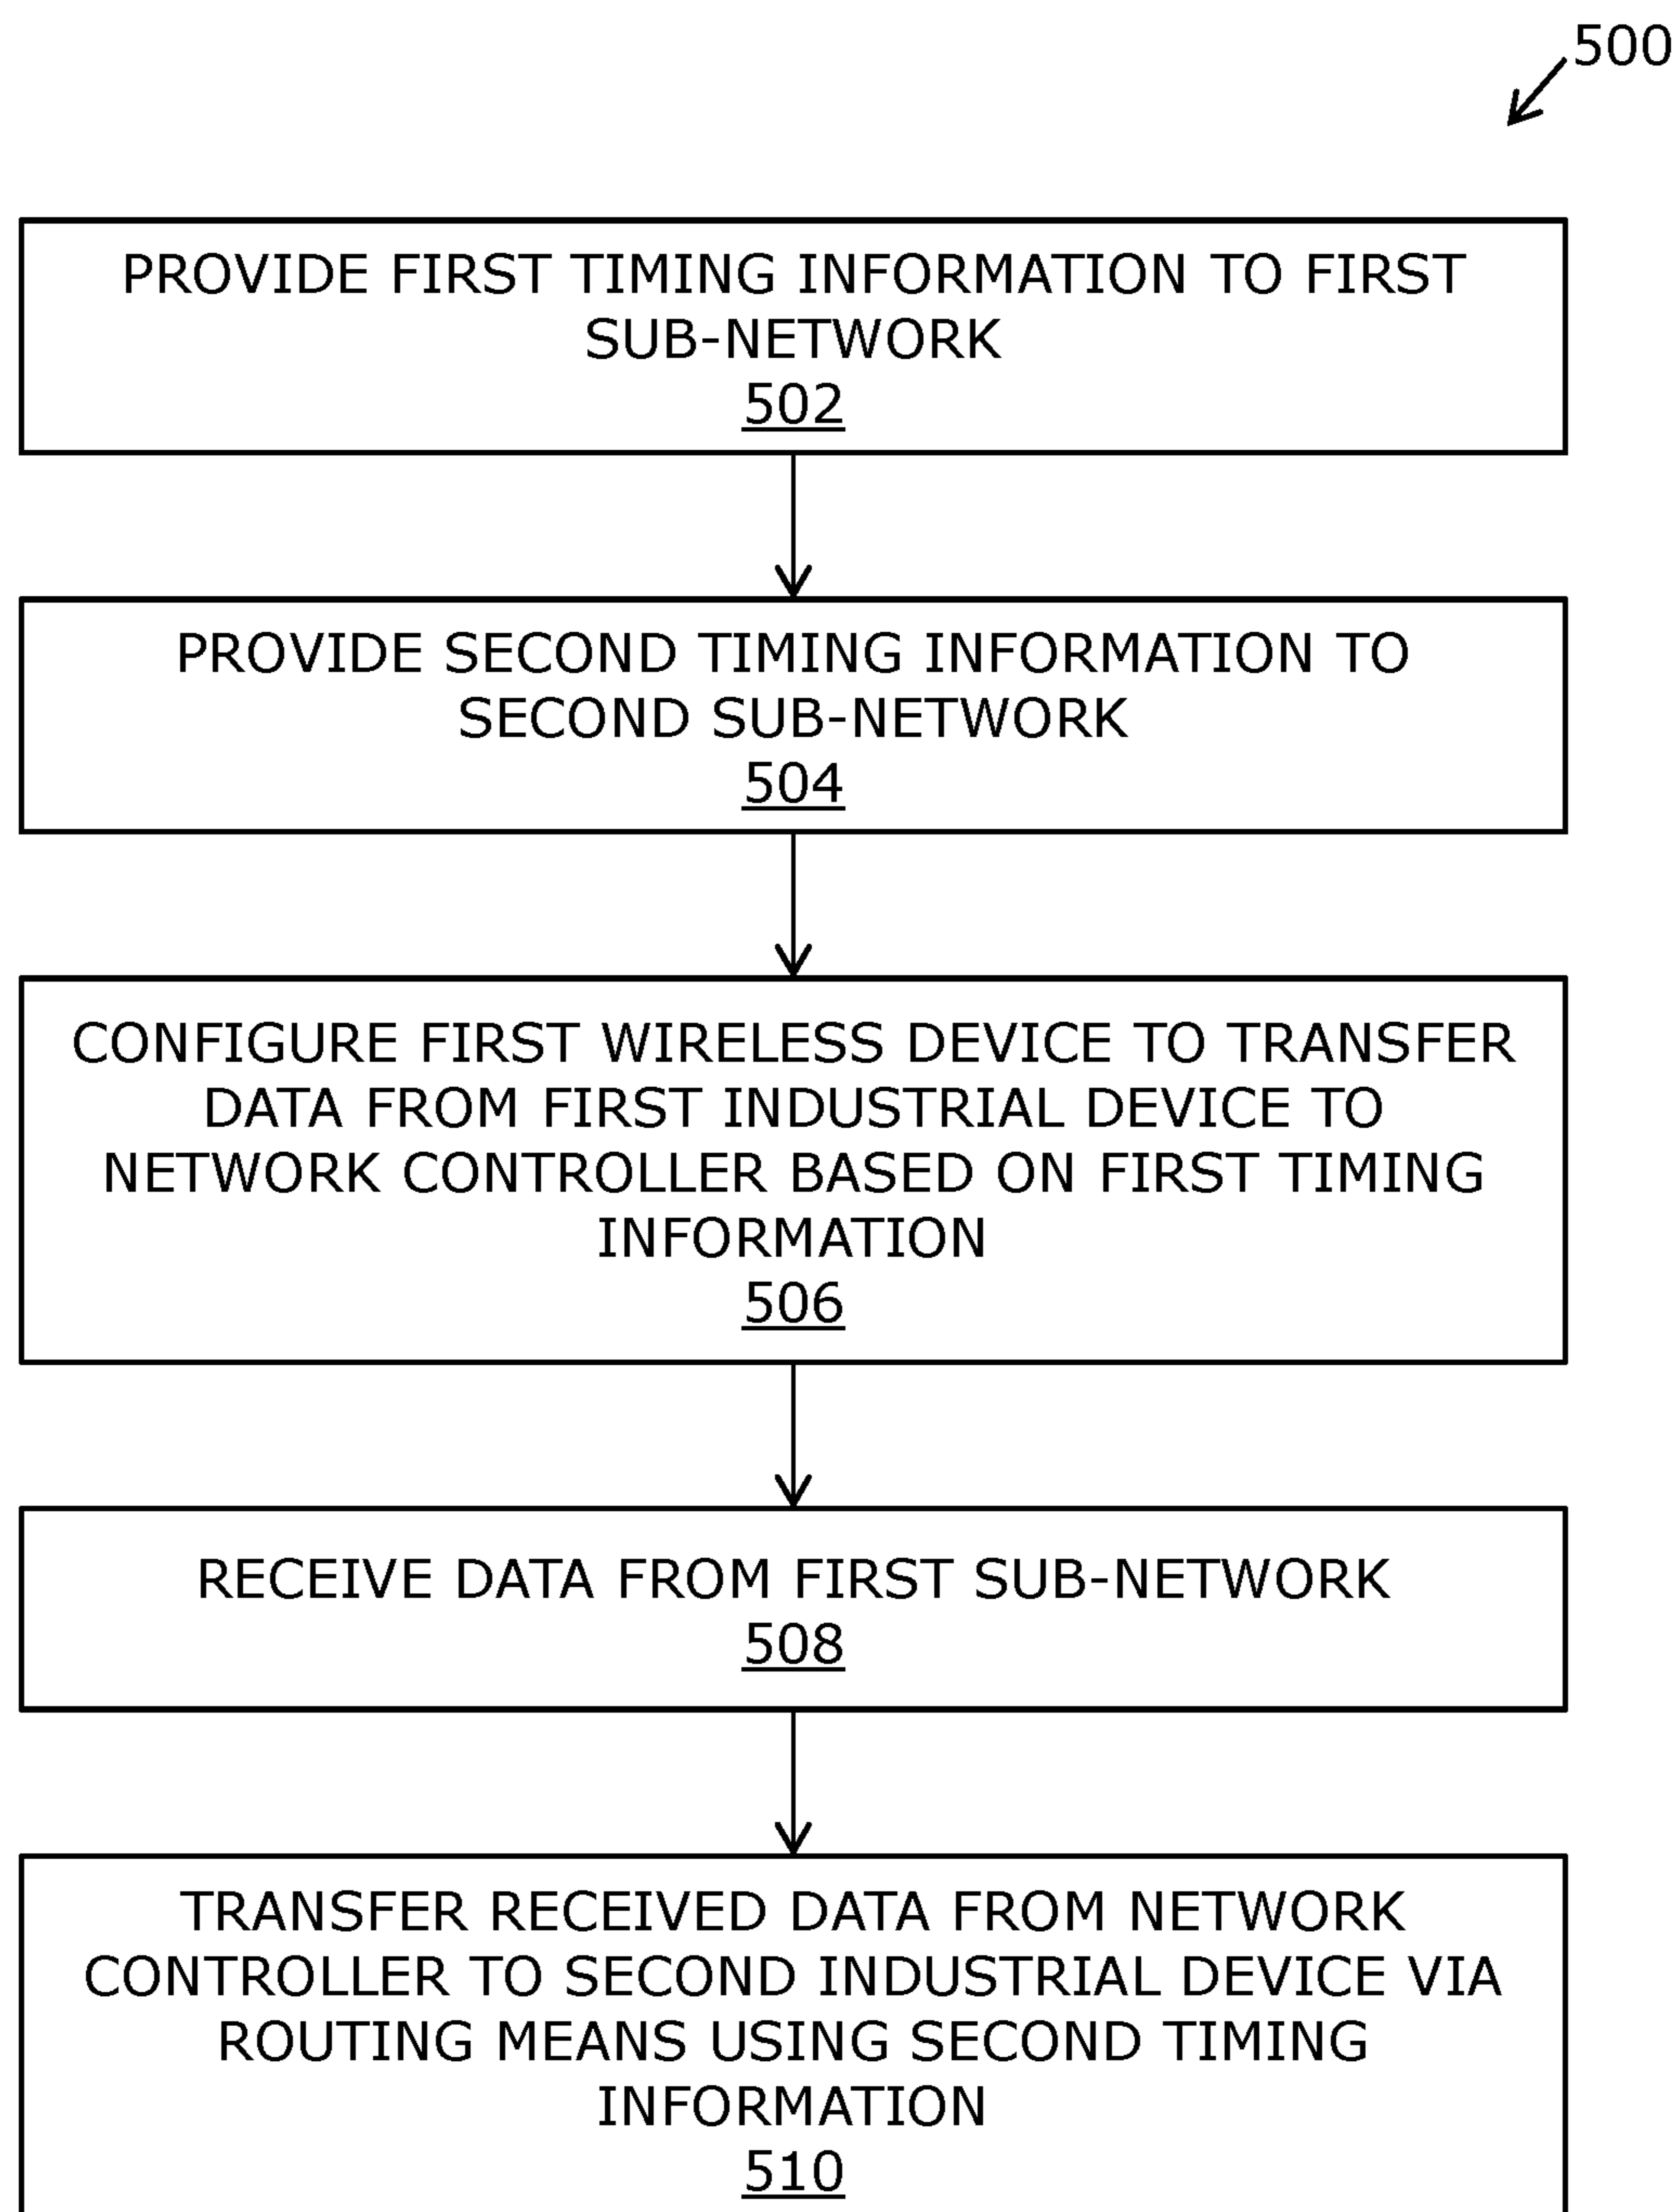 500
PROVIDE FIRST TIMING INFORMATION TO FIRST
SUB-NETWORK
502
PROVIDE SECOND TIMING INFORMATION TO
SECOND SUB-NETWORK
504
CONFIGURE FIRST WIRELESS DEVICE TO TRANSFER
DATA FROM FIRST INDUSTRIAL DEVICE TO
NETWORK CONTROLLER BASED ON FIRST TIMING
INFORMATION
506
RECEIVE DATA FROM FIRST SUB-NETWORK
508
TRANSFER RECEIVED DATA FROM NETWORK
CONTROLLER TO SECOND INDUSTRIAL DEVICE VIA
ROUTING MEANS USING SECOND TIMING
INFORMATION
510